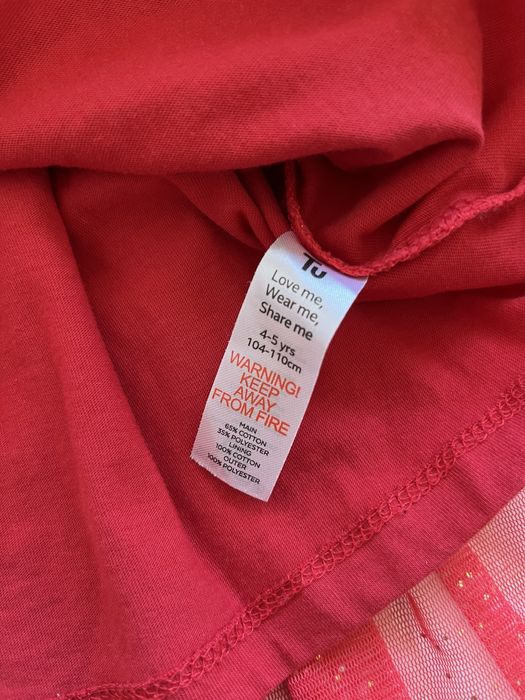 Tu
Love me,
Wear me,
Share me
4-5 yrs
104-110cm
WARNING!
KEEP
AWAY
FROM FIRE
MAIN
65% COTTON
35% POLYESTER
LINING
100% COTTON
OUTER
100% POLYESTER